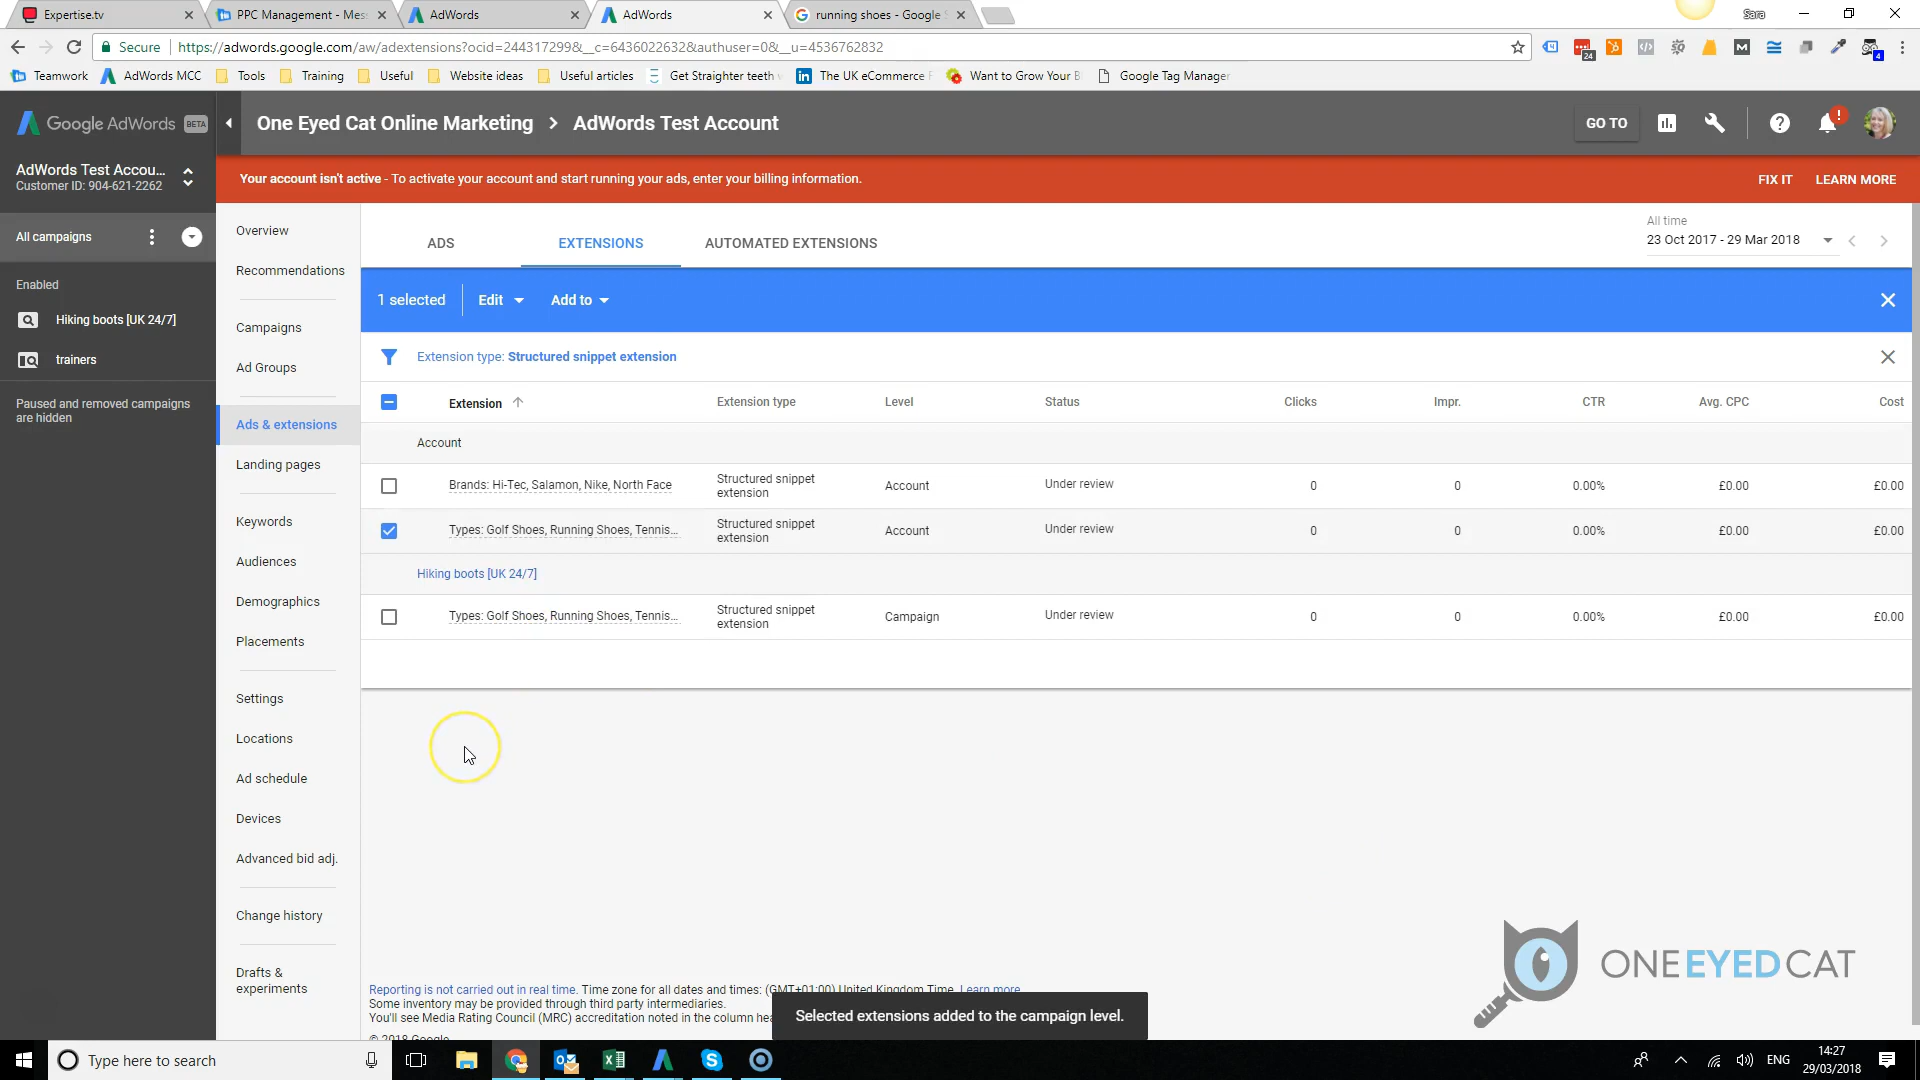 Expertise.tv
PPC Management - Mes
AdWords
AdWords
running shoes - Google S
Sara
Secure
https://adwords.google.com/aw/adextensions?ocid=244317299&__c=6436022632&authuser=0&__u=4536762832
24
4
Teamwork
AdWords MCC
Tools
Training
Useful
Website ideas
Useful articles
Get Straighter teeth
The UK eCommerce
Want to Grow Your B
Google Tag Manager
Google AdWords BETA
One Eyed Cat Online Marketing > AdWords Test Account
GO TO
AdWords Test Accou...
Customer ID: 904-621-2262
Your account isn't active - To activate your account and start running your ads, enter your billing information.
FIX IT
LEARN MORE
All campaigns
Enabled
Hiking boots [UK 24/7]
trainers
Paused and removed campaigns
are hidden
Overview
Recommendations
Campaigns
Ad Groups
Ads & extensions
Landing pages
Keywords
Audiences
Demographics
Placements
Settings
Locations
Ad schedule
Devices
Advanced bid adj.
Change history
Drafts &
experiments
ADS
EXTENSIONS
AUTOMATED EXTENSIONS
All time
23 Oct 2017 - 29 Mar 2018
1 selected
Edit
Add to
Extension type: Structured snippet extension
Extension
Extension type
Level
Status
Clicks
Impr.
CTR
Avg. CPC
Cost
Account
Brands: Hi-Tec, Salamon, Nike, North Face
Structured snippet
extension
Account
Under review
0
0
0.00%
£0.00
£0.00
Types: Golf Shoes, Running Shoes, Tennis...
Structured snippet
extension
Account
Under review
0
0
0.00%
£0.00
£0.00
Hiking boots [UK 24/7]
Types: Golf Shoes, Running Shoes, Tennis...
Structured snippet
extension
Campaign
Under review
0
0
0.00%
£0.00
£0.00
ONEEYEDCAT
Reporting is not carried out in real time. Time zone for all dates and times: (GMT+01:00) United Kingdom Time. Learn more
Some inventory may be provided through third party intermediaries.
You'll see Media Rating Council (MRC) accreditation noted in the column hea
© 2018 Google
Selected extensions added to the campaign level.
Type here to search
ENG
14:27
29/03/2018